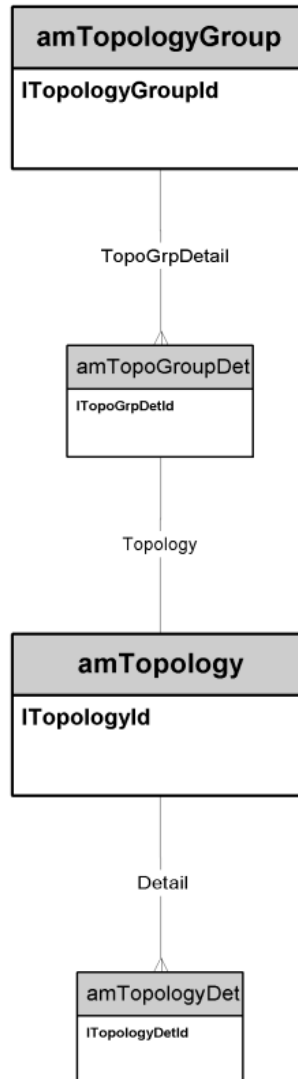 amTopologyGroup
lTopologyGroupId
TopoGrpDetail
amTopoGroupDet
lTopoGrpDetId
Topology
amTopology
lTopologyId
Detail
amTopologyDet
lTopologyDetId